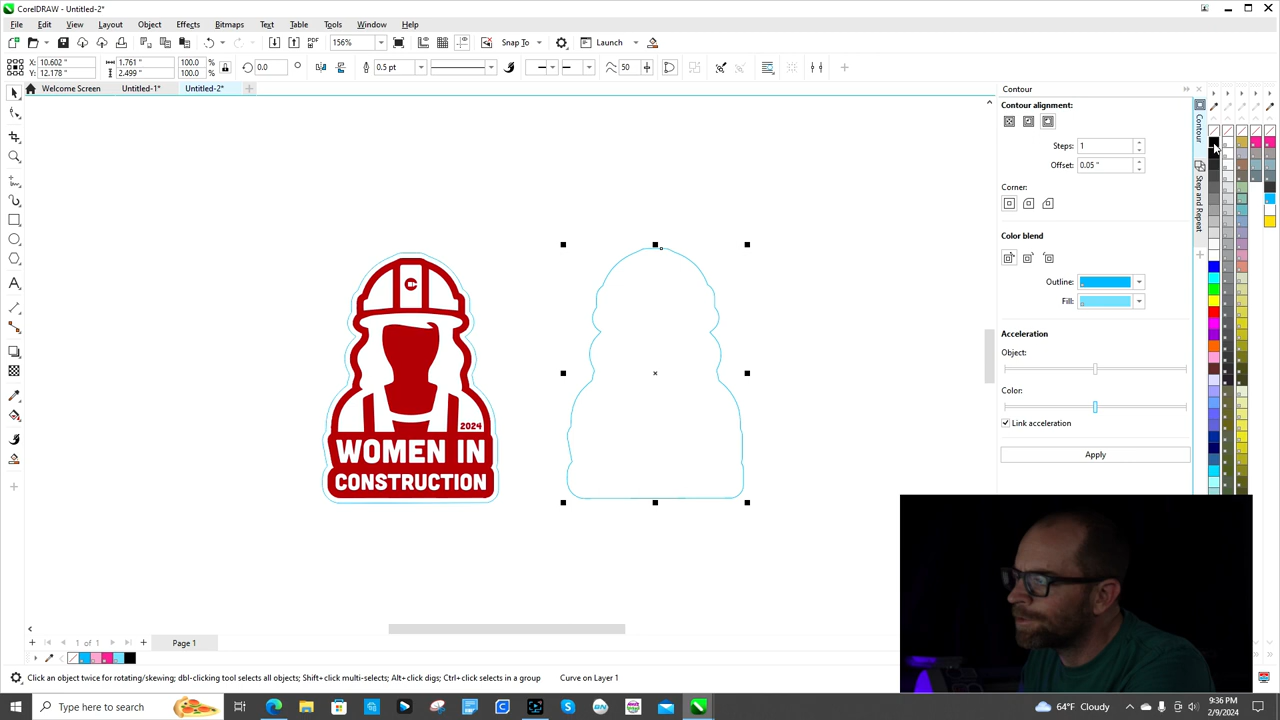 CorelDRAW - Untitled-2*
File Edit View Layout Object Effects Bitmaps Text Table Tools Window Help
PDF 156% Snap To Launch
X: 10.602 " 1.761 " 100.0 % 0.0 ° 0.5 pt 50
Y: 12.178 " 2.499 " 100.0 %
Welcome Screen Untitled-1* Untitled-2*
Contour
Contour alignment:
Steps: 1
Offset: 0.05 "
Corner:
Color blend
Outline:
Fill:
Acceleration
Object:
Color:
Link acceleration
Apply
Contour
Step and Repeat
2024
WOMEN IN
CONSTRUCTION
1 of 1 Page 1
Click an object twice for rotating/skewing; dbl-clicking tool selects all objects; Shift+click multi-selects; Alt+click digs; Ctrl+click selects in a group Curve on Layer 1
Type here to search 64°F Cloudy 9:36 PM
2/9/2024